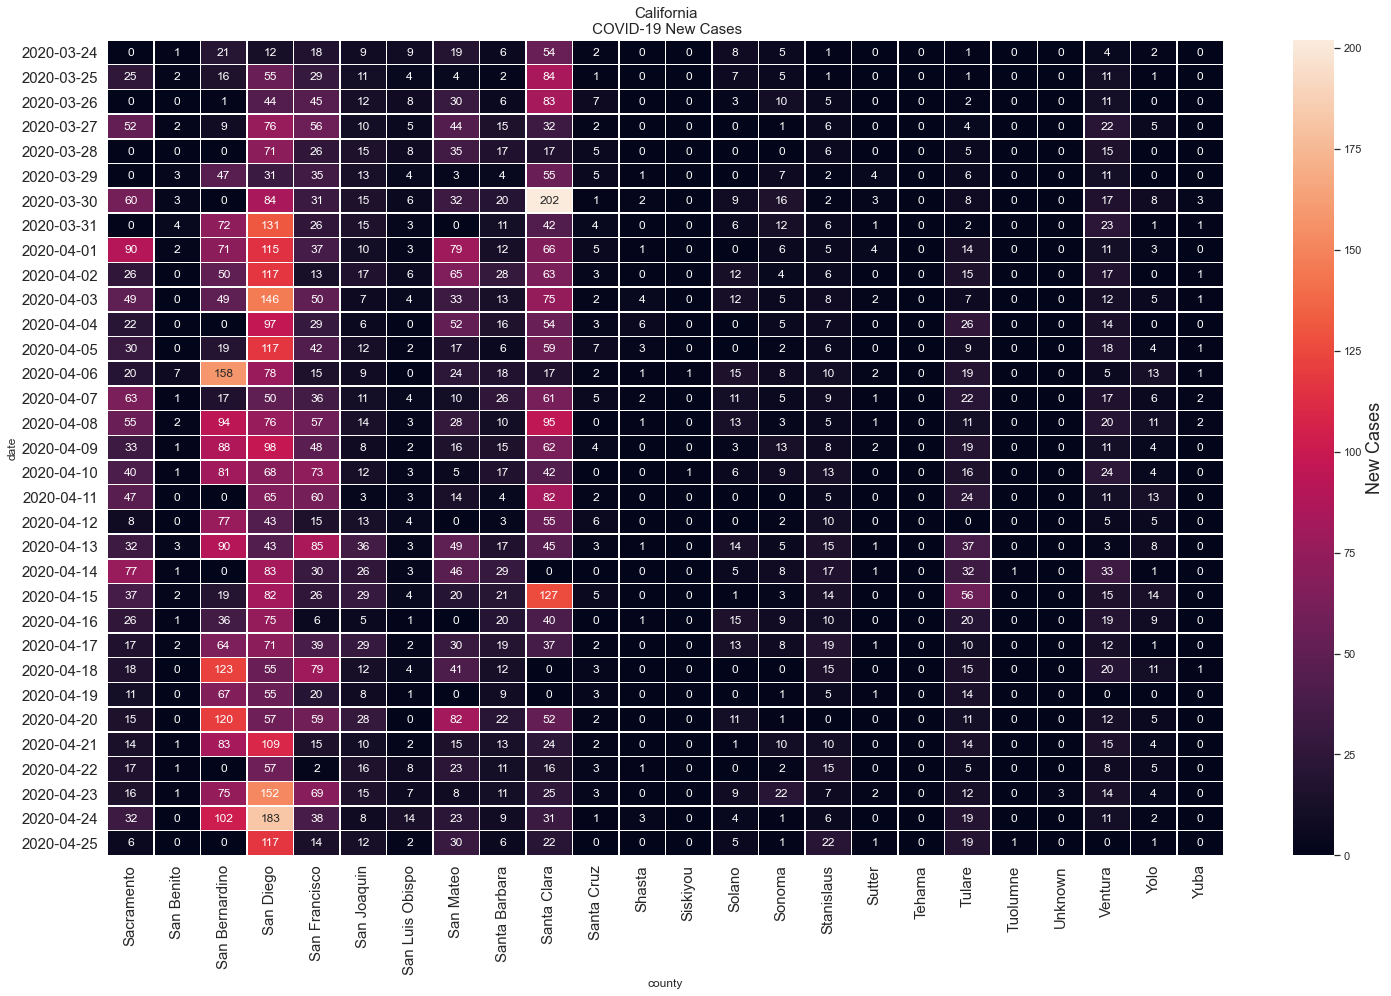 California
COVID-19 New Cases
2020-03-24 0 1 21 12 18 9 9 19 6 54 2 0 0 8 5 1 0 0 1 0 0 4 2 0
2020-03-25 25 2 16 55 29 11 4 4 2 84 1 0 0 7 5 1 0 0 1 0 0 11 1 0
2020-03-26 0 0 1 44 45 12 8 30 6 83 7 0 0 3 10 5 0 0 2 0 0 11 0 0
2020-03-27 52 2 9 76 56 10 5 44 15 32 2 0 0 0 1 6 0 0 4 0 0 22 5 0
2020-03-28 0 0 0 71 26 15 8 35 17 17 5 0 0 0 0 6 0 0 5 0 0 15 0 0
2020-03-29 0 3 47 31 35 13 4 3 4 55 5 1 0 0 7 2 4 0 6 0 0 11 0 0
2020-03-30 60 3 0 84 31 15 6 32 20 202 1 2 0 9 16 2 3 0 8 0 0 17 8 3
2020-03-31 0 4 72 131 26 15 3 0 11 42 4 0 0 6 12 6 1 0 2 0 0 23 1 1
2020-04-01 90 2 71 115 37 10 3 79 12 66 5 1 0 0 6 5 4 0 14 0 0 11 3 0
2020-04-02 26 0 50 117 13 17 6 65 28 63 3 0 0 12 4 6 0 0 15 0 0 17 0 1
2020-04-03 49 0 49 146 50 7 4 33 13 75 2 4 0 12 5 8 2 0 7 0 0 12 5 1
2020-04-04 22 0 0 97 29 6 0 52 16 54 3 6 0 0 5 7 0 0 26 0 0 14 0 0
2020-04-05 30 0 19 117 42 12 2 17 6 59 7 3 0 0 2 6 0 0 9 0 0 18 4 1
2020-04-06 20 7 158 78 15 9 0 24 18 17 2 1 1 15 8 10 2 0 19 0 0 5 13 1
2020-04-07 63 1 17 50 36 11 4 10 26 61 5 2 0 11 5 9 1 0 22 0 0 17 6 2
2020-04-08 55 2 94 76 57 14 3 28 10 95 0 1 0 13 3 5 1 0 11 0 0 20 11 2
2020-04-09 33 1 88 98 48 8 2 16 15 62 4 0 0 3 13 8 2 0 19 0 0 11 4 0
2020-04-10 40 1 81 68 73 12 3 5 17 42 0 0 1 6 9 13 0 0 16 0 0 24 4 0
2020-04-11 47 0 0 65 60 3 3 14 4 82 2 0 0 0 0 5 0 0 24 0 0 11 13 0
2020-04-12 8 0 77 43 15 13 4 0 3 55 6 0 0 0 2 10 0 0 0 0 0 5 5 0
2020-04-13 32 3 90 43 85 36 3 49 17 45 3 1 0 14 5 15 1 0 37 0 0 3 8 0
2020-04-14 77 1 0 83 30 26 3 46 29 0 0 0 0 5 8 17 1 0 32 1 0 33 1 0
2020-04-15 37 2 19 82 26 29 4 20 21 127 5 0 0 1 3 14 0 0 56 0 0 15 14 0
2020-04-16 26 1 36 75 6 5 1 0 20 40 0 1 0 15 9 10 0 0 20 0 0 19 9 0
2020-04-17 17 2 64 71 39 29 2 30 19 37 2 0 0 13 8 19 1 0 10 0 0 12 1 0
2020-04-18 18 0 123 55 79 12 4 41 12 0 3 0 0 0 0 15 0 0 15 0 0 20 11 1
2020-04-19 11 0 67 55 20 8 1 0 9 0 3 0 0 0 1 5 1 0 14 0 0 0 0 0
2020-04-20 15 0 120 57 59 28 0 82 22 52 2 0 0 11 1 0 0 0 11 0 0 12 5 0
2020-04-21 14 1 83 109 15 10 2 15 13 24 2 0 0 1 10 10 0 0 14 0 0 15 4 0
2020-04-22 17 1 0 57 2 16 8 23 11 16 3 1 0 0 2 15 0 0 5 0 0 8 5 0
2020-04-23 16 1 75 152 69 15 7 8 11 25 3 0 0 9 22 7 2 0 12 0 3 14 4 0
2020-04-24 32 0 102 183 38 8 14 23 9 31 1 3 0 4 1 6 0 0 19 0 0 11 2 0
2020-04-25 6 0 0 117 14 12 2 30 6 22 0 0 0 5 1 22 1 0 19 1 0 0 1 0
date
Sacramento
San Benito
San Bernardino
San Diego
San Francisco
San Joaquin
San Luis Obispo
San Mateo
Santa Barbara
Santa Clara
Santa Cruz
Shasta
Siskiyou
Solano
Sonoma
Stanislaus
Sutter
Tehama
Tulare
Tuolumne
Unknown
Ventura
Yolo
Yuba
county
200
175
150
125
100
75
50
25
0
New Cases